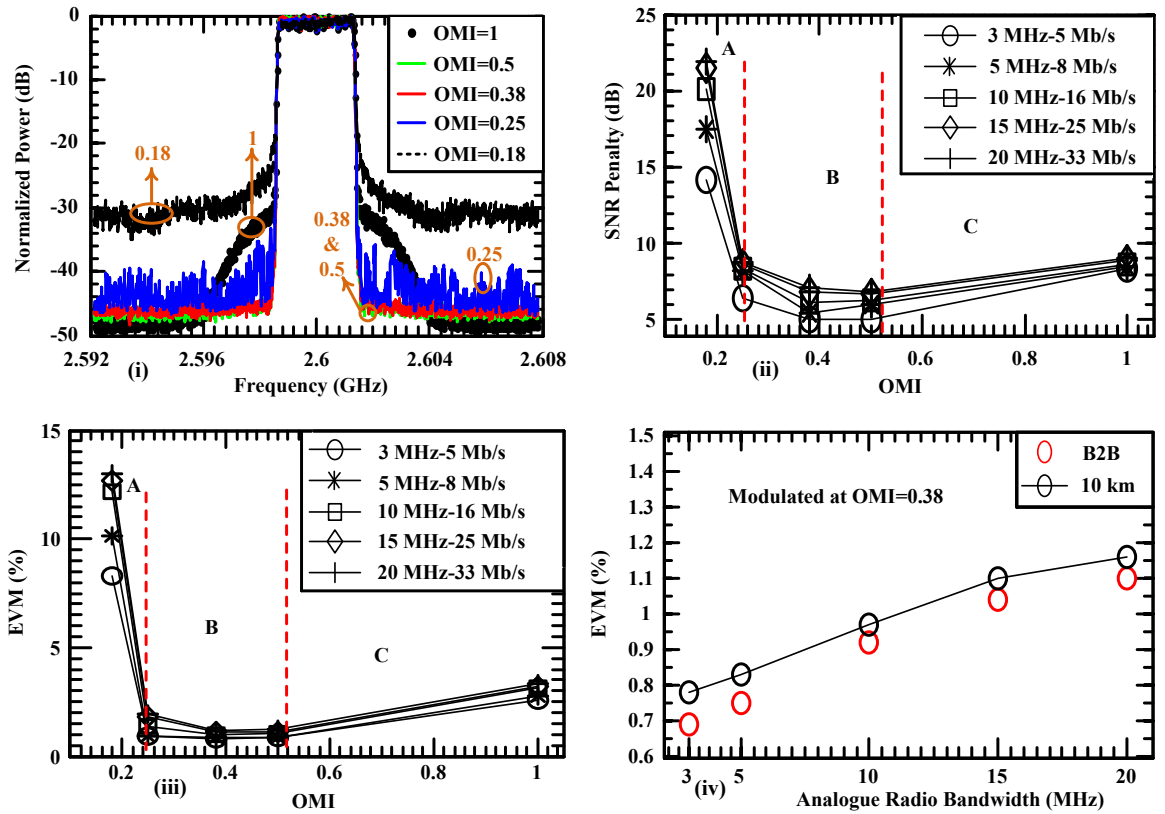 Normalized Power (dB)
0
-10
-20
-30
-40
-50
OMI=1
OMI=0.5
OMI=0.38
OMI=0.25
OMI=0.18
0.18
1
0.38
&
0.5
0.25
2.592
2.596
2.6
2.604
2.608
(i)
Frequency (GHz)
SNR Penalty (dB)
25
20
15
10
5
A
B
C
3 MHz-5 Mb/s
5 MHz-8 Mb/s
10 MHz-16 Mb/s
15 MHz-25 Mb/s
20 MHz-33 Mb/s
0.2
0.4
0.6
0.8
1
(ii)
OMI
EVM (%)
15
10
5
0
A
B
C
3 MHz-5 Mb/s
5 MHz-8 Mb/s
10 MHz-16 Mb/s
15 MHz-25 Mb/s
20 MHz-33 Mb/s
0.2
0.4
0.6
0.8
1
(iii)
OMI
EVM (%)
1.5
1.4
1.3
1.2
1.1
1
0.9
0.8
0.7
0.6
B2B
10 km
Modulated at OMI=0.38
3
5
10
15
20
(iv)
Analogue Radio Bandwidth (MHz)